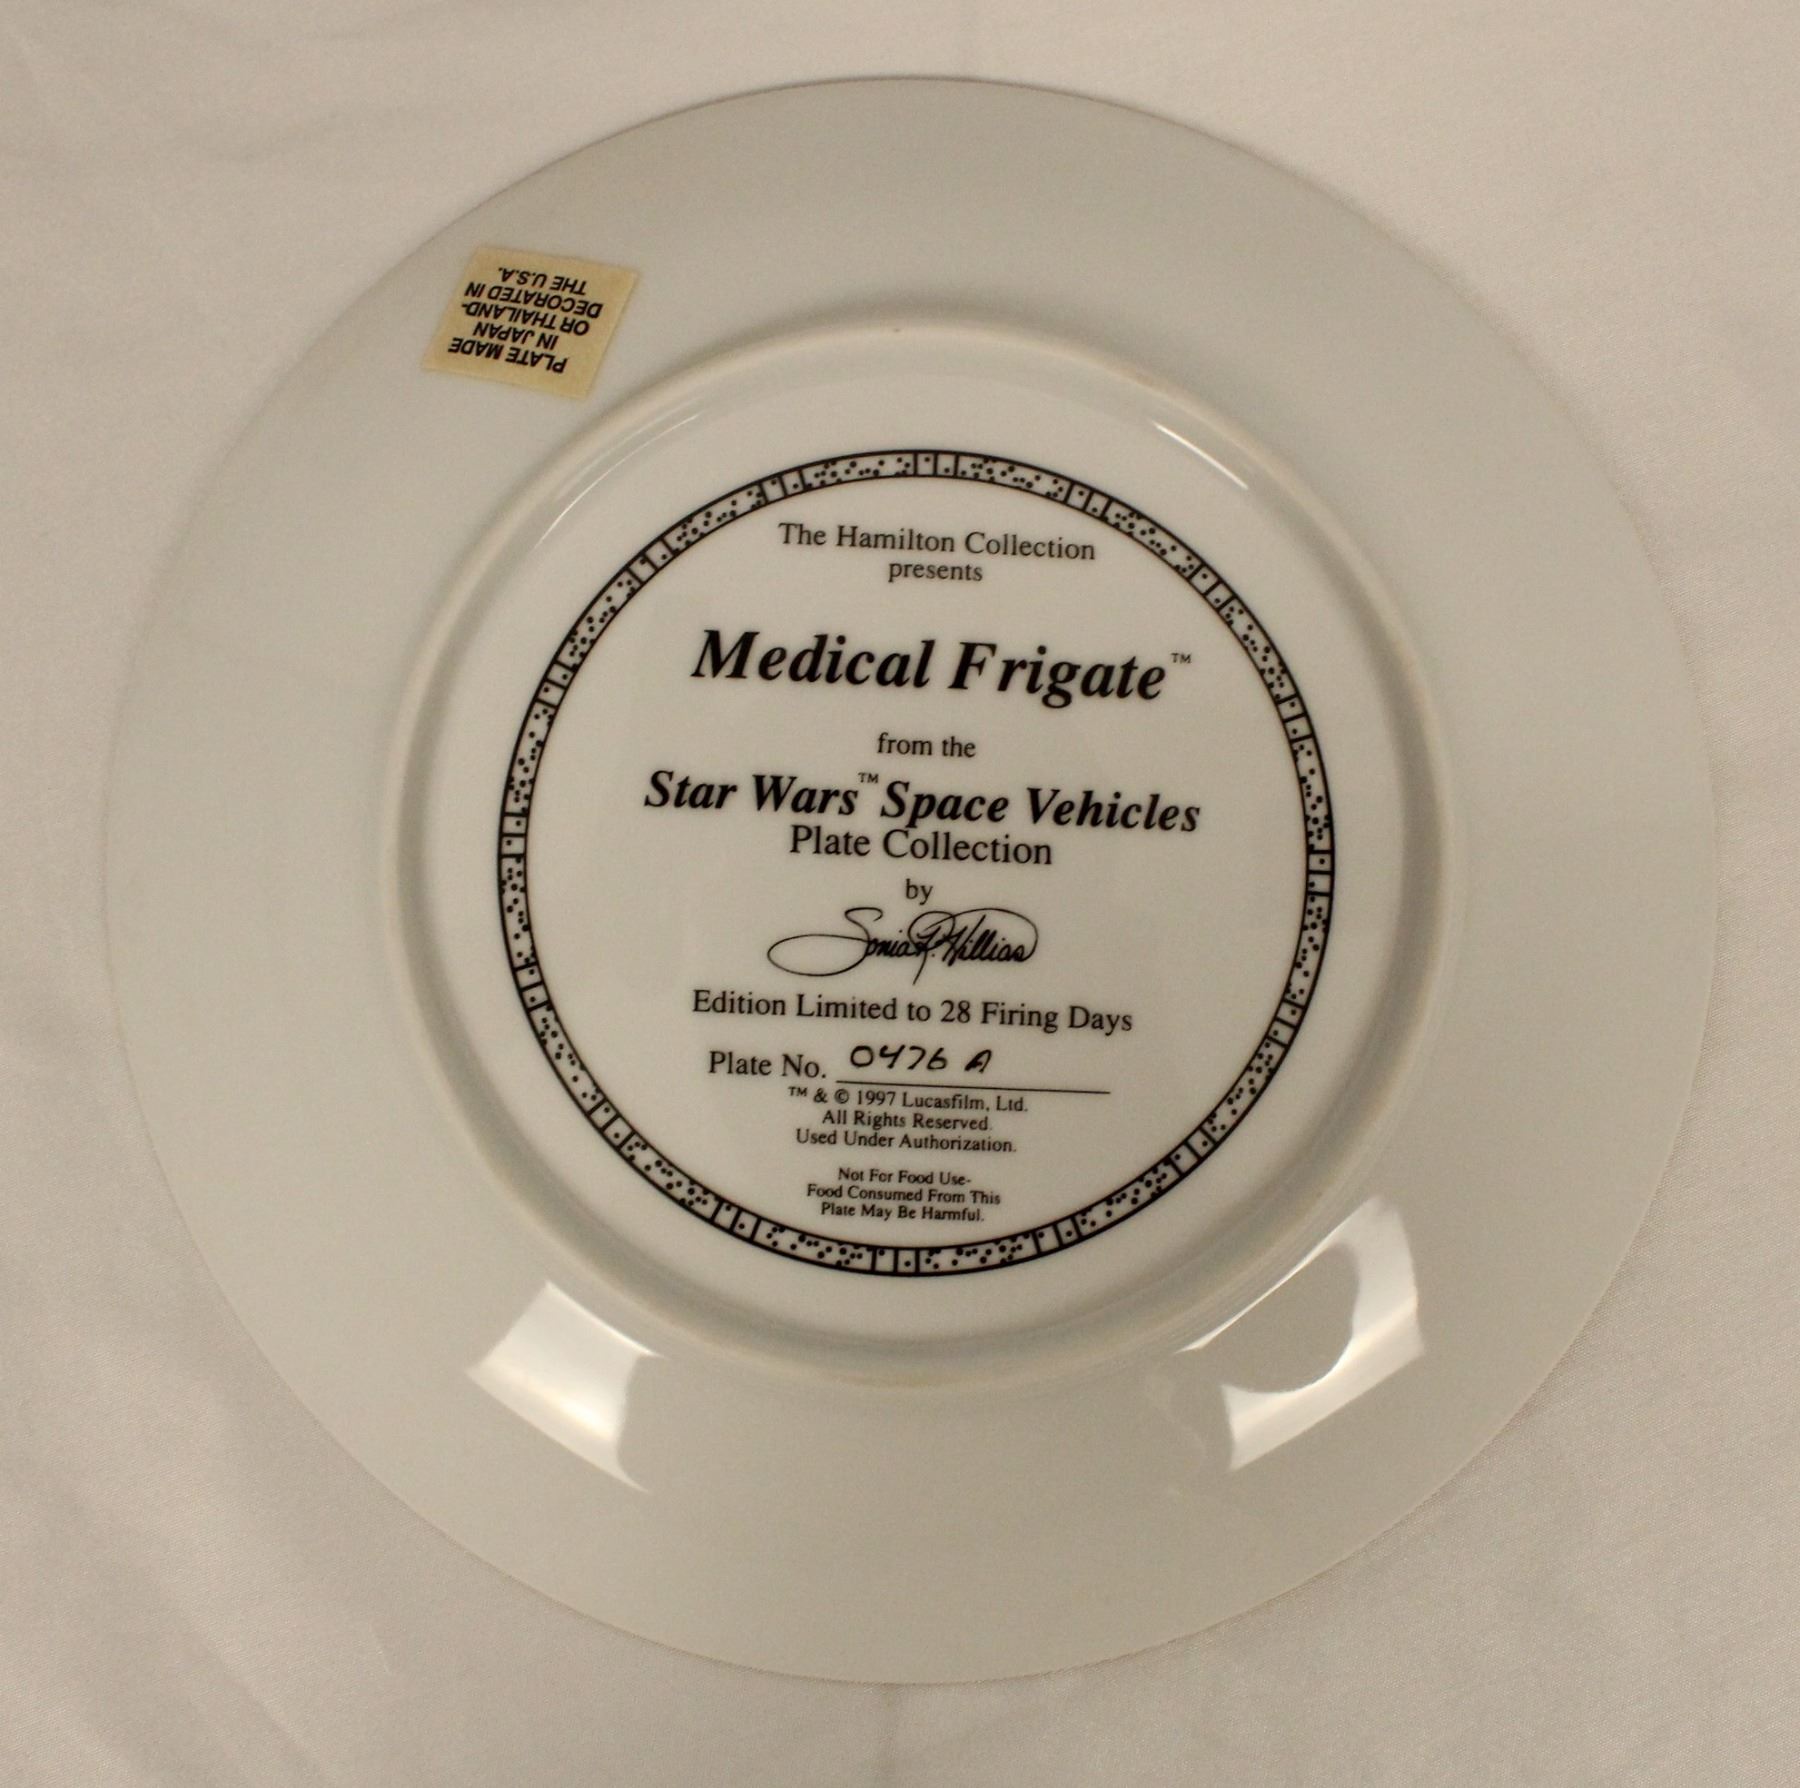 PLATE MADE
IN JAPAN
OR THAILAND-
DECORATED IN
THE U.S.A.
The Hamilton Collection
presents
Medical Frigate™
from the
Star Wars™ Space Vehicles
Plate Collection
by
Sonia R. Hillios
Edition Limited to 28 Firing Days
Plate No. 0476 A
™ & © 1997 Lucasfilm, Ltd.
All Rights Reserved.
Used Under Authorization.
Not For Food Use-
Food Consumed From This
Plate May Be Harmful.